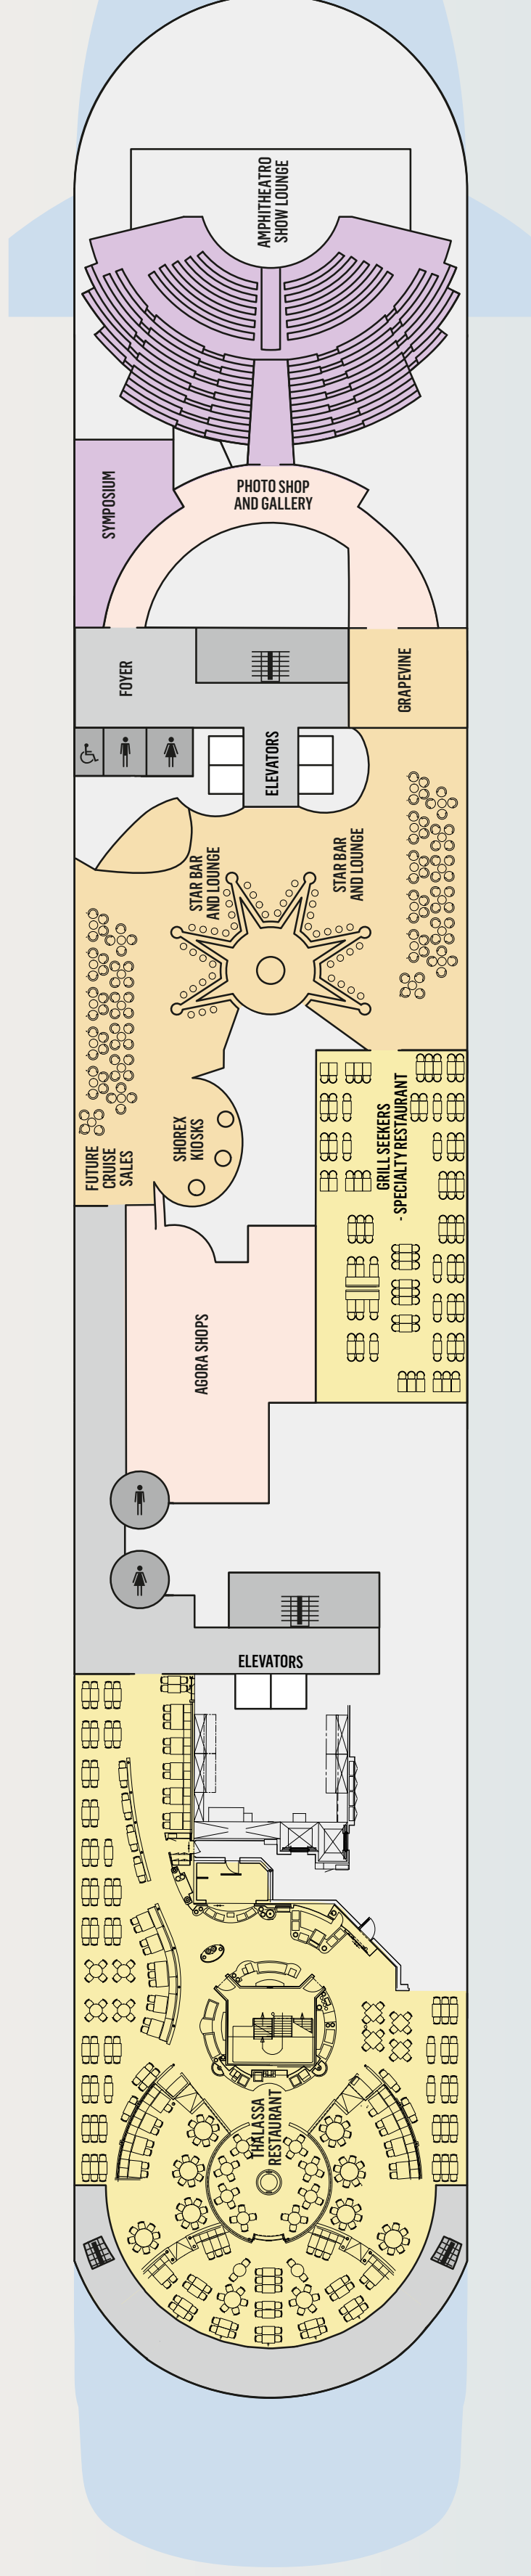 AMPHITHEATRO
SHOW LOUNGE
SYMPOSIUM
PHOTO SHOP
AND GALLERY
FOYER
GRAPEVINE
ELEVATORS
STAR BAR
AND LOUNGE
STAR BAR
AND LOUNGE
FUTURE
CRUISE
SALES
SHOREX
KIOSKS
GRILL SEEKERS
- SPECIALTY RESTAURANT
AGORA SHOPS
ELEVATORS
THALASSA
RESTAURANT